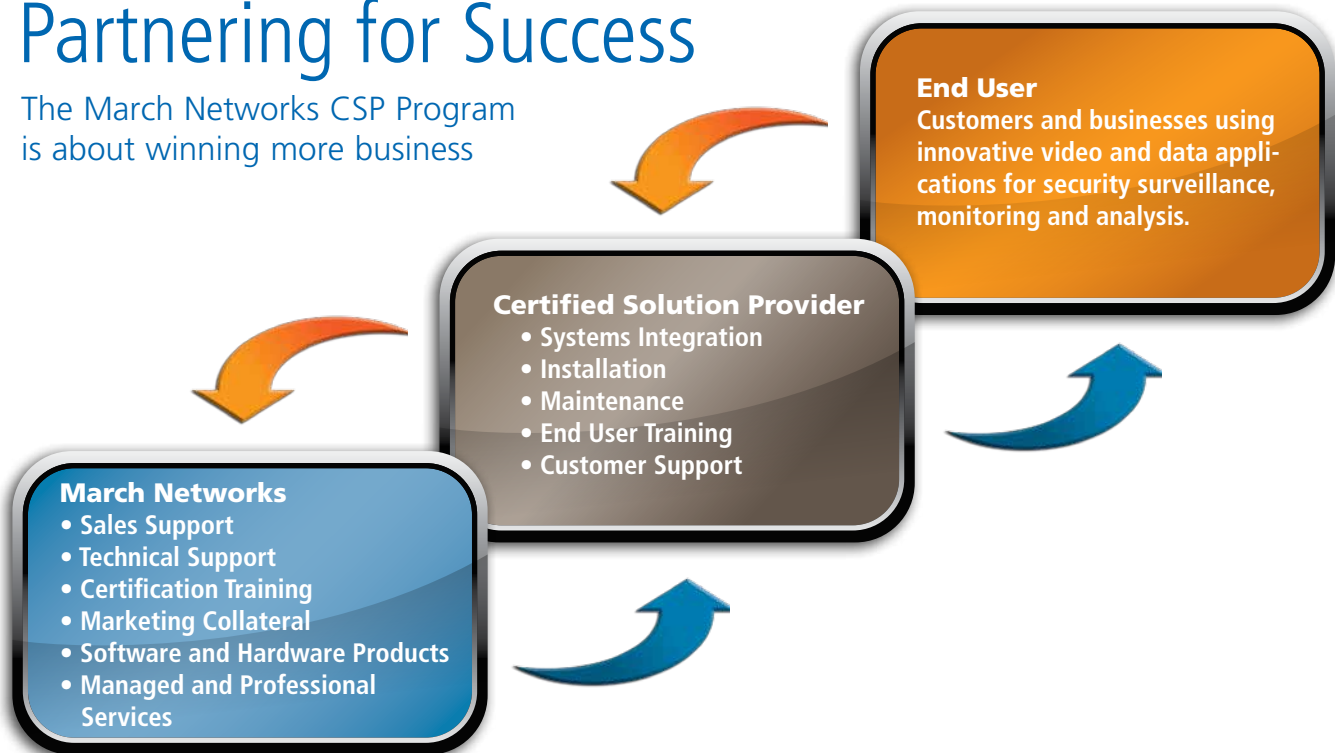 Partnering for Success
The March Networks CSP Program
is about winning more business
End User
Customers and businesses using
innovative video and data appli-
cations for security surveillance,
monitoring and analysis.
Certified Solution Provider
• Systems Integration
• Installation
• Maintenance
• End User Training
• Customer Support
March Networks
• Sales Support
• Technical Support
• Certification Training
• Marketing Collateral
• Software and Hardware Products
• Managed and Professional
Services